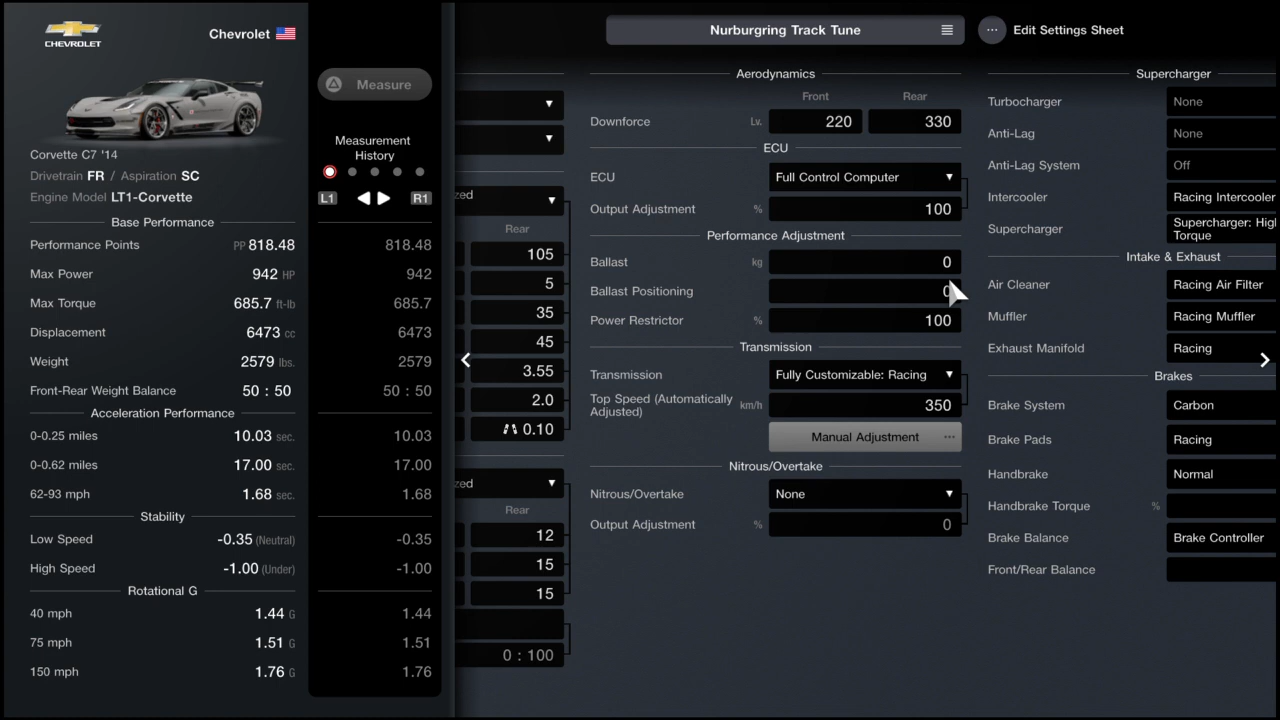 CHEVROLET
Chevrolet
Corvette C7 '14
Drivetrain FR / Aspiration SC
Engine Model LT1-Corvette
Base Performance
Performance Points PP 818.48
Max Power 942 HP
Max Torque 685.7 ft-lb
Displacement 6473 cc
Weight 2579 lbs.
Front-Rear Weight Balance 50 : 50
Acceleration Performance
0-0.25 miles 10.03 sec.
0-0.62 miles 17.00 sec.
62-93 mph 1.68 sec.
Stability
Low Speed -0.35 (Neutral)
High Speed -1.00 (Under)
Rotational G
40 mph 1.44 G
75 mph 1.51 G
150 mph 1.76 G
Measure
Measurement
History
L1 R1
818.48
942
685.7
6473
2579
50 : 50
10.03
17.00
1.68
-0.35
-1.00
1.44
1.51
1.76
Nurburgring Track Tune
Edit Settings Sheet
zed
Rear
105
5
35
45
3.55
2.0
0.10
zed
Rear
12
15
15
0 : 100
Aerodynamics
Front Rear
Downforce Lv. 220 330
ECU
ECU Full Control Computer
Output Adjustment % 100
Performance Adjustment
Ballast kg 0
Ballast Positioning 0
Power Restrictor % 100
Transmission
Transmission Fully Customizable: Racing
Top Speed (Automatically
Adjusted) km/h 350
Manual Adjustment
Nitrous/Overtake
Nitrous/Overtake None
Output Adjustment % 0
Supercharger
Turbocharger None
Anti-Lag None
Anti-Lag System Off
Intercooler Racing Intercooler
Supercharger Supercharger: High
Torque
Intake & Exhaust
Air Cleaner Racing Air Filter
Muffler Racing Muffler
Exhaust Manifold Racing
Brakes
Brake System Carbon
Brake Pads Racing
Handbrake Normal
Handbrake Torque %
Brake Balance Brake Controller
Front/Rear Balance